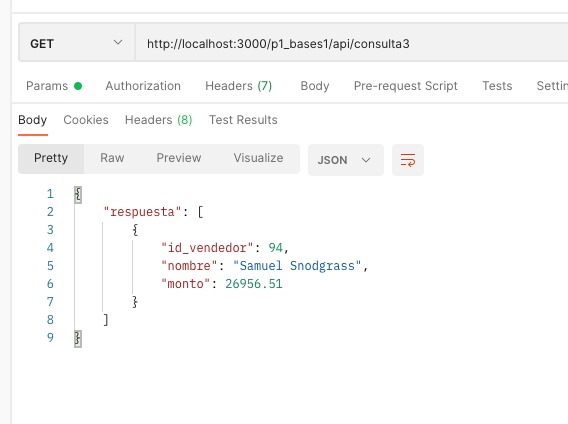 GET http://localhost:3000/p1_bases1/api/consulta3
Params Authorization Headers (7) Body Pre-request Script Tests
Body Cookies Headers (8) Test Results
Pretty Raw Preview Visualize JSON
1 {
2 "respuesta": [
3 {
4 "id_vendedor": 94,
5 "nombre": "Samuel Snodgrass",
6 "monto": 26956.51
7 }
8 ]
9 }